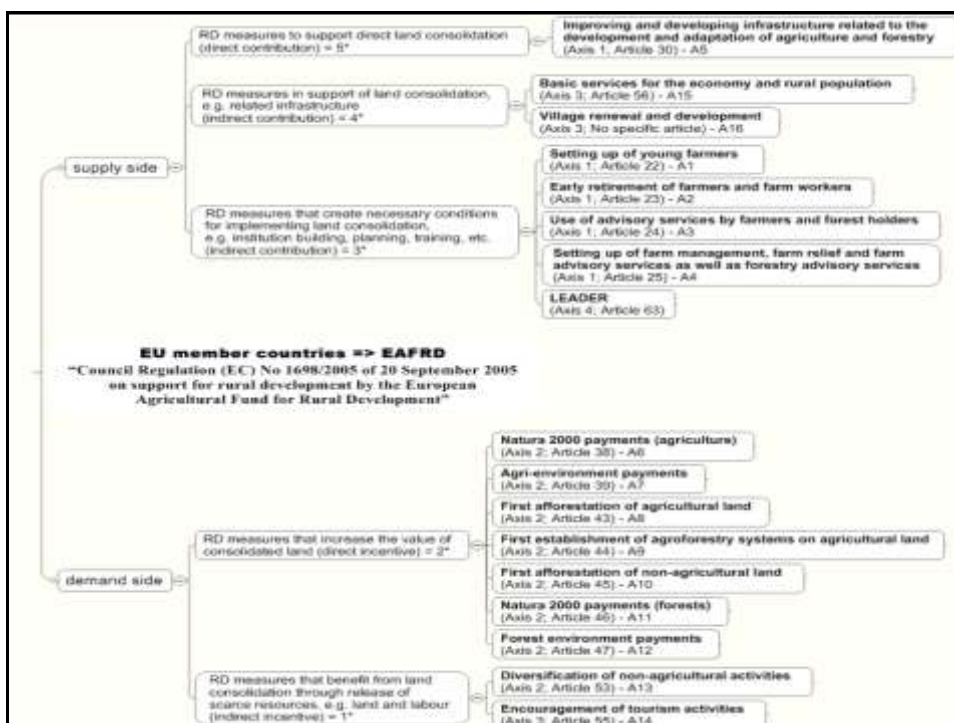 RD measures to support direct land consolidation
(direct contribution) = 5*
Improving and developing infrastructure related to the
development and adaptation of agriculture and forestry
(Axis 1; Article 30) - A5
RD measures in support of land consolidation,
e.g. related infrastructure
(indirect contribution) = 4*
Basic services for the economy and rural population
(Axis 3; Article 56) - A15
Village renewal and development
(Axis 3; No specific article) - A16
supply side
RD measures that create necessary conditions
for implementing land consolidation,
e.g. institution building, planning, training, etc.
(indirect contribution) = 3*
Setting up of young farmers
(Axis 1; Article 22) - A1
Early retirement of farmers and farm workers
(Axis 1; Article 23) - A2
Use of advisory services by farmers and forest holders
(Axis 1; Article 24) - A3
Setting up of farm management, farm relief and farm
advisory services as well as forestry advisory services
(Axis 1; Article 25) - A4
LEADER
(Axis 4; Article 63)
EU member countries => EAFRD
"Council Regulation (EC) No 1698/2005 of 20 September 2005
on support for rural development by the European
Agricultural Fund for Rural Development"
demand side
RD measures that increase the value of
consolidated land (direct incentive) = 2*
Natura 2000 payments (agriculture)
(Axis 2; Article 38) - A6
Agri-environment payments
(Axis 2; Article 39) - A7
First afforestation of agricultural land
(Axis 2; Article 43) - A8
First establishment of agroforestry systems on agricultural land
(Axis 2; Article 44) - A9
First afforestation of non-agricultural land
(Axis 2; Article 45) - A10
Natura 2000 payments (forests)
(Axis 2; Article 46) - A11
Forest environment payments
(Axis 2; Article 47) - A12
RD measures that benefit from land
consolidation through release of
scarce resources, e.g. land and labour
(indirect incentive) = 1*
Diversification of non-agricultural activities
(Axis 2; Article 53) - A13
Encouragement of tourism activities
(Axis 3; Article 55) - A14